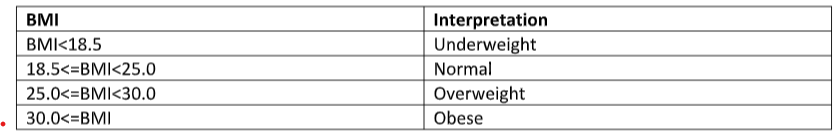 BMI Interpretation
BMI<18.5 Underweight
18.5<=BMI<25.0 Normal
25.0<=BMI<30.0 Overweight
30.0<=BMI Obese